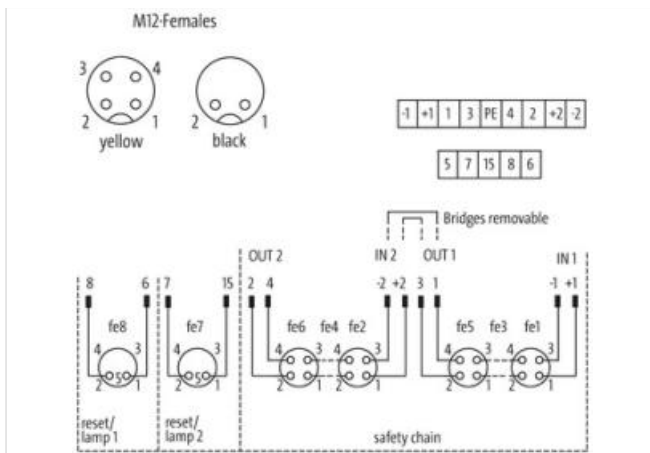 M12-Females
3 4
2 1
yellow
2 1
black
-1 +1 1 3 PE 4 2 +2 -2
5 7 15 8 6
Bridges removable
OUT 2 IN 2 OUT 1 IN 1
8 6 7 15 2 4 -2 +2 3 1 -1 +1
fe8 fe7 fe6 fe4 fe2 fe5 fe3 fe1
4 3 4 3 4 3 4 3 4 3 4 3
5 5
2 1 2 1 2 1 2 1 2 1 2 1
reset/ reset/
lamp 1 lamp 2 safety chain